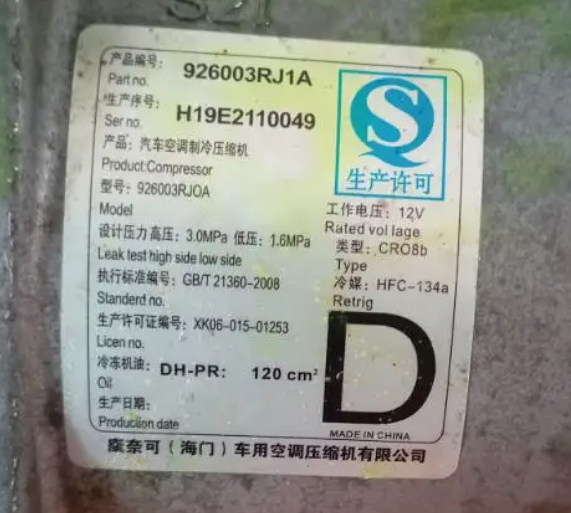 产品编号: 926003RJ1A
Part no.
生产序号: H19E2110049
Ser no.
产品: 汽车空调制冷压缩机
Product:Compressor
型号: 926003RJOA
Model
设计压力高压: 3.0MPa 低压: 1.6MPa
Leak test high side low side
执行标准编号: GB/T 21360-2008
Standerd no.
生产许可证编号: XK06-015-01253
Licen no.
冷冻机油: DH-PR: 120 cm²
Oil
生产日期:
Production date
S
生产许可
工作电压: 12V
Rated vol lage
类型: CRO8b
Type
冷媒: HFC-134a
Retrig
D
MADE IN CHINA
奈可（海门）车用空调压缩机有限公司